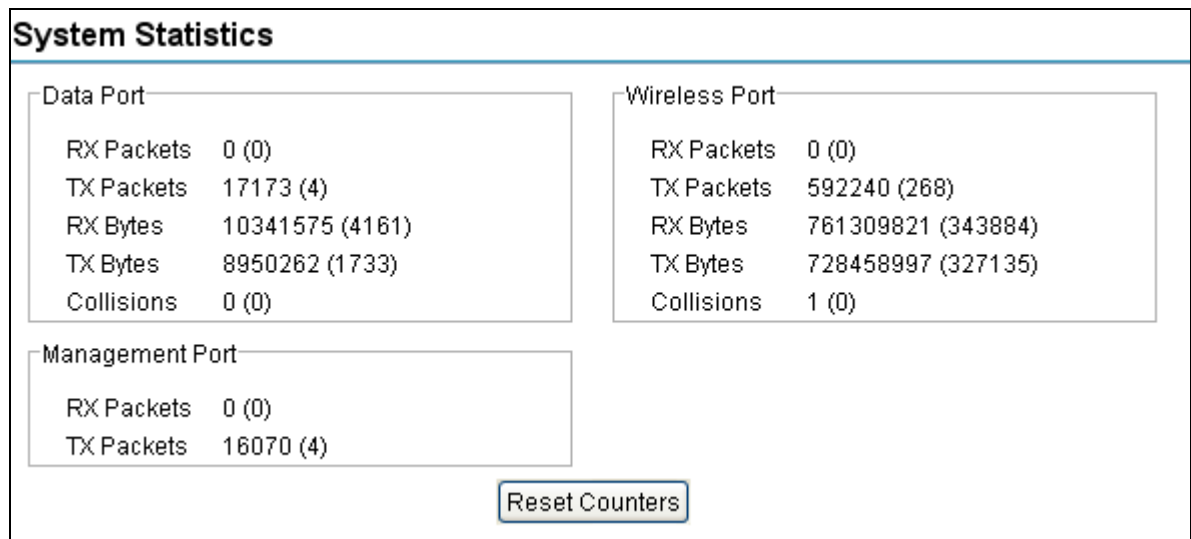 System Statistics
Data Port
RX Packets 0 (0)
TX Packets 17173 (4)
RX Bytes 10341575 (4161)
TX Bytes 8950262 (1733)
Collisions 0 (0)
Wireless Port
RX Packets 0 (0)
TX Packets 592240 (268)
RX Bytes 761309821 (343884)
TX Bytes 728458997 (327135)
Collisions 1 (0)
Management Port
RX Packets 0 (0)
TX Packets 16070 (4)
Reset Counters